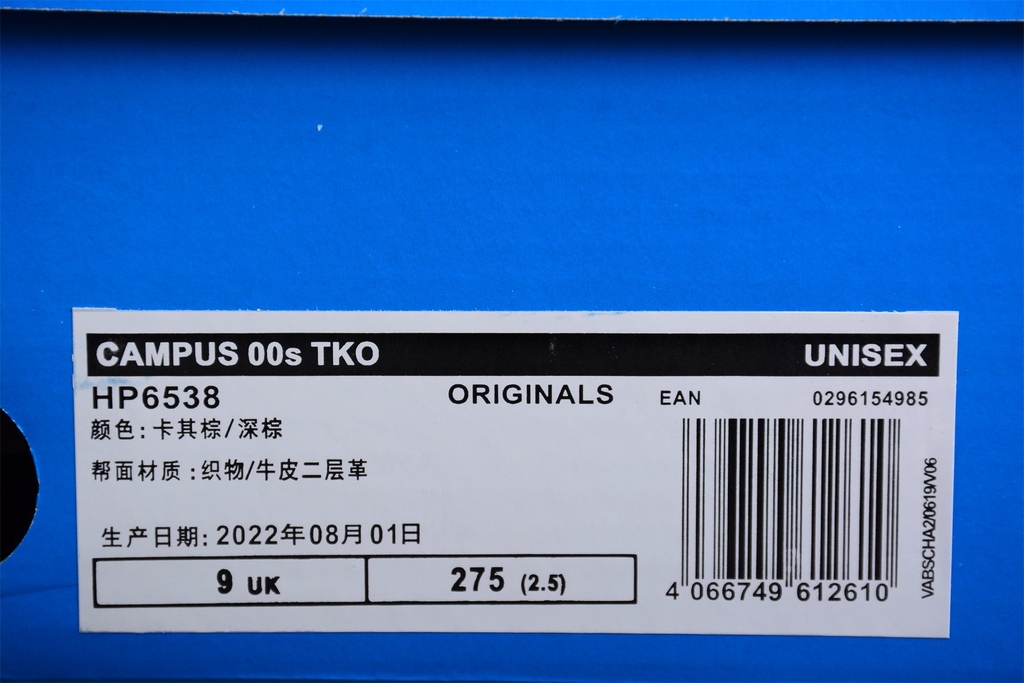 CAMPUS 00s TKO UNISEX
HP6538 ORIGINALS EAN 0296154985
颜色:卡其棕/深棕
帮面材质:织物/牛皮二层革
生产日期:2022年08月01日
9 UK 275 (2.5)
4 066749 612610
VABSCHA2/0619/V06